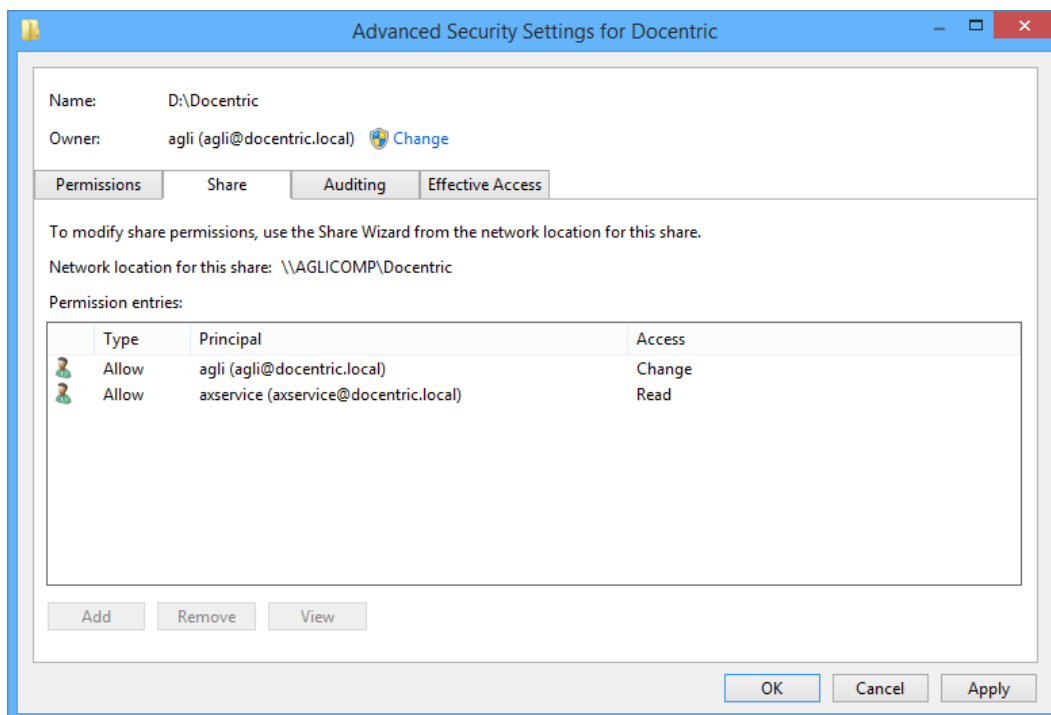 Advanced Security Settings for Docentric
Name: D:\Docentric
Owner: agli (agli@docentric.local) Change
Permissions Share Auditing Effective Access
To modify share permissions, use the Share Wizard from the network location for this share.
Network location for this share: \\AGLICOMP\Docentric
Permission entries:
Type Principal Access
Allow agli (agli@docentric.local) Change
Allow axservice (axservice@docentric.local) Read
Add Remove View
OK Cancel Apply